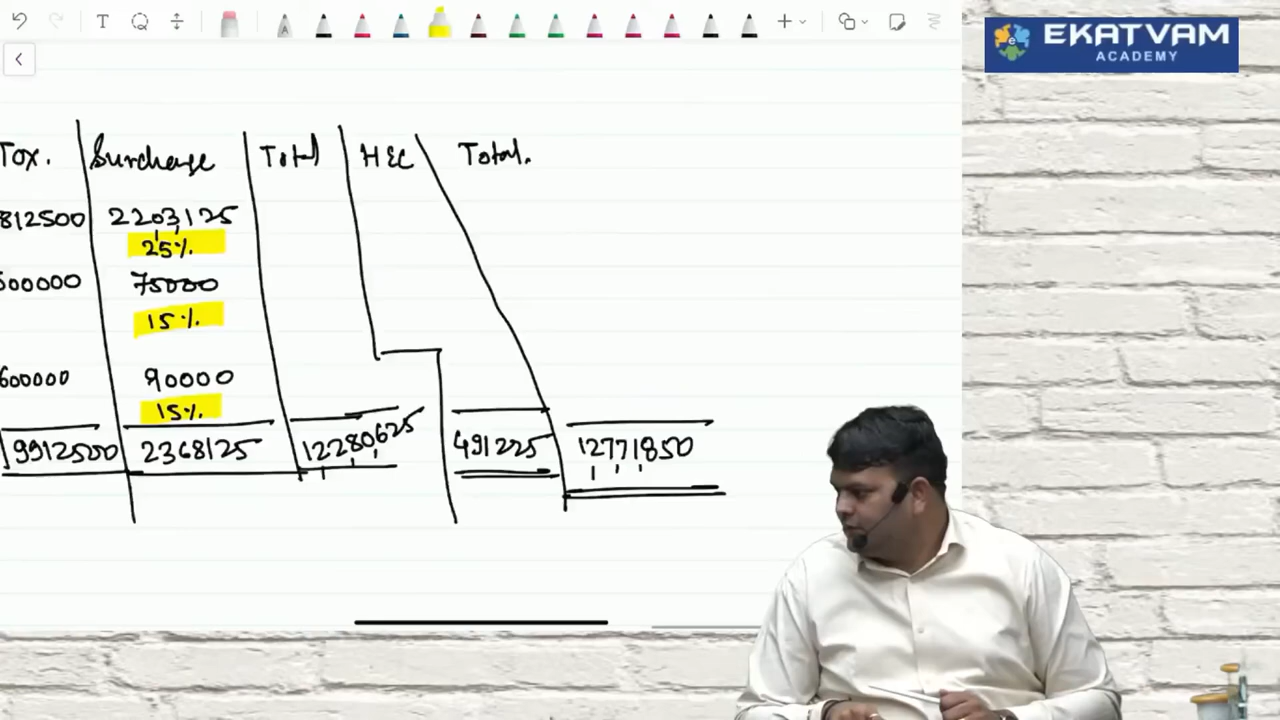 EKATVAM
ACADEMY
Tax. Surcharge Total HEC Total.
812500 2203125
25%
500000 75000
15%
600000 90000
15%
9912500 2368125 12280625 491225 12771850